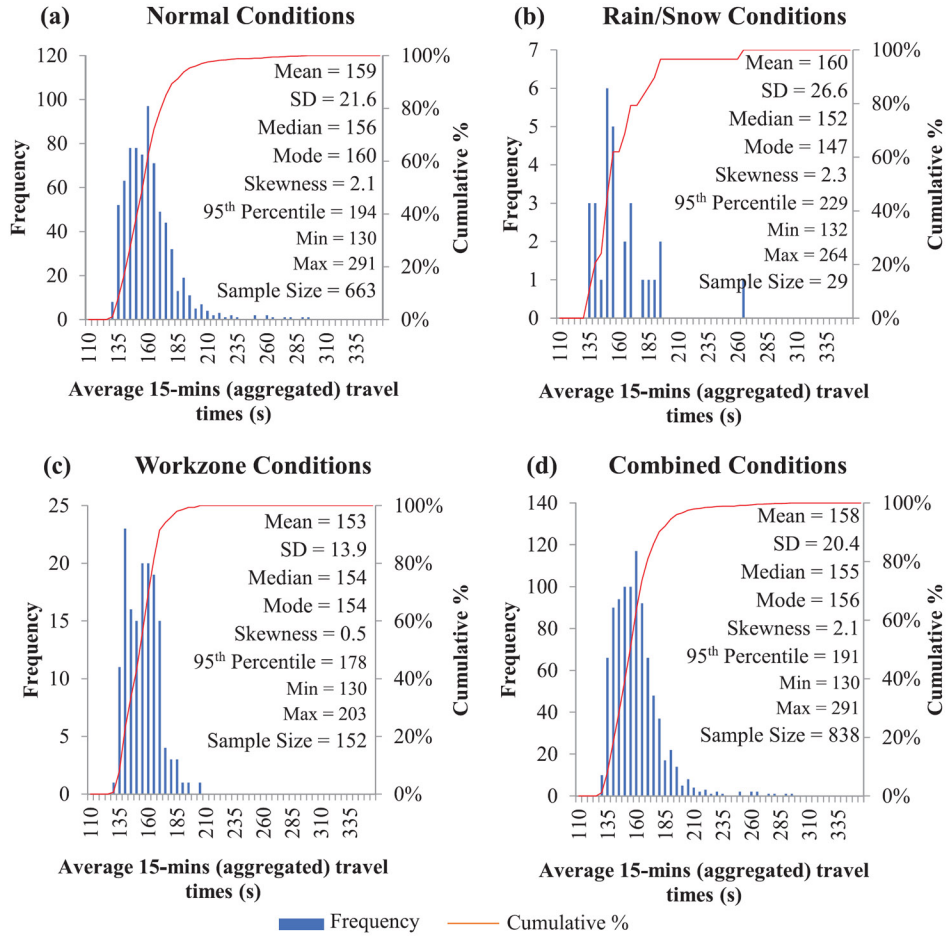 (a) Normal Conditions
120
100
80
60
40
20
0
Frequency
100%
80%
60%
40%
20%
0%
Cumulative %
Mean = 159
SD = 21.6
Median = 156
Mode = 160
Skewness = 2.1
95th Percentile = 194
Min = 130
Max = 291
Sample Size = 663
110 135 160 185 210 235 260 285 310 335
Average 15-mins (aggregated) travel
times (s)
(b) Rain/Snow Conditions
7
6
5
4
3
2
1
0
Frequency
100%
80%
60%
40%
20%
0%
Cumulative %
Mean = 160
SD = 26.6
Median = 152
Mode = 147
Skewness = 2.3
95th Percentile = 229
Min = 132
Max = 264
Sample Size = 29
110 135 160 185 210 235 260 285 310 335
Average 15-mins (aggregated) travel
times (s)
(c) Workzone Conditions
25
20
15
10
5
0
Frequency
100%
80%
60%
40%
20%
0%
Cumulative %
Mean = 153
SD = 13.9
Median = 154
Mode = 154
Skewness = 0.5
95th Percentile = 178
Min = 130
Max = 203
Sample Size = 152
110 135 160 185 210 235 260 285 310 335
Average 15-mins (aggregated) travel
times (s)
(d) Combined Conditions
140
120
100
80
60
40
20
0
Frequency
100%
80%
60%
40%
20%
0%
Cumulative %
Mean = 158
SD = 20.4
Median = 155
Mode = 156
Skewness = 2.1
95th Percentile = 191
Min = 130
Max = 291
Sample Size = 838
110 135 160 185 210 235 260 285 310 335
Average 15-mins (aggregated) travel
times (s)
Frequency Cumulative %